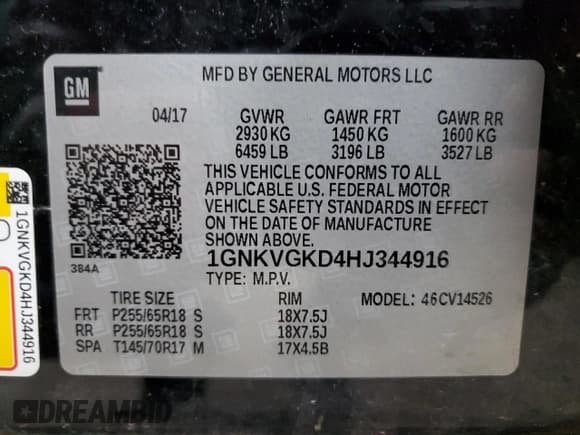 GM
MFD BY GENERAL MOTORS LLC
04/17 GVWR GAWR FRT GAWR RR
2930 KG 1450 KG 1600 KG
6459 LB 3196 LB 3527 LB
THIS VEHICLE CONFORMS TO ALL
APPLICABLE U.S. FEDERAL MOTOR
VEHICLE SAFETY STANDARDS IN EFFECT
ON THE DATE OF MANUFACTURE
SHOWN ABOVE.
384A
1GNKVGKD4HJ344916
TYPE: M.P.V.
TIRE SIZE RIM MODEL: 46CV14526
FRT P255/65R18 S 18X7.5J
RR P255/65R18 S 18X7.5J
SPA T145/70R17 M 17X4.5B
1GNKVGKD4HJ344916
DREAMBID